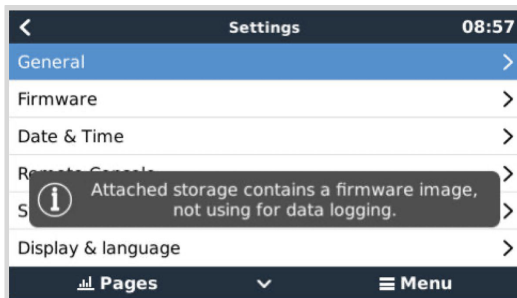 Settings
08:57
General
Firmware
Date & Time
Attached storage contains a firmware image,
not using for data logging.
Display & language
Pages
Menu